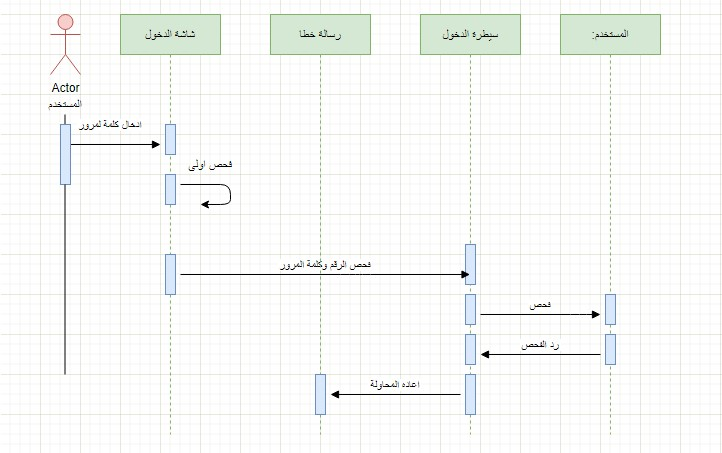 شاشة الدخول
رسالة خطا
سيطرة الدخول
المستخدم:
Actor
المستخدم
ادخال كلمة لمرور
فحص اولى
فحص الرقم وكلمة المرور
فحص
رد الفحص
اعاده المحاولة